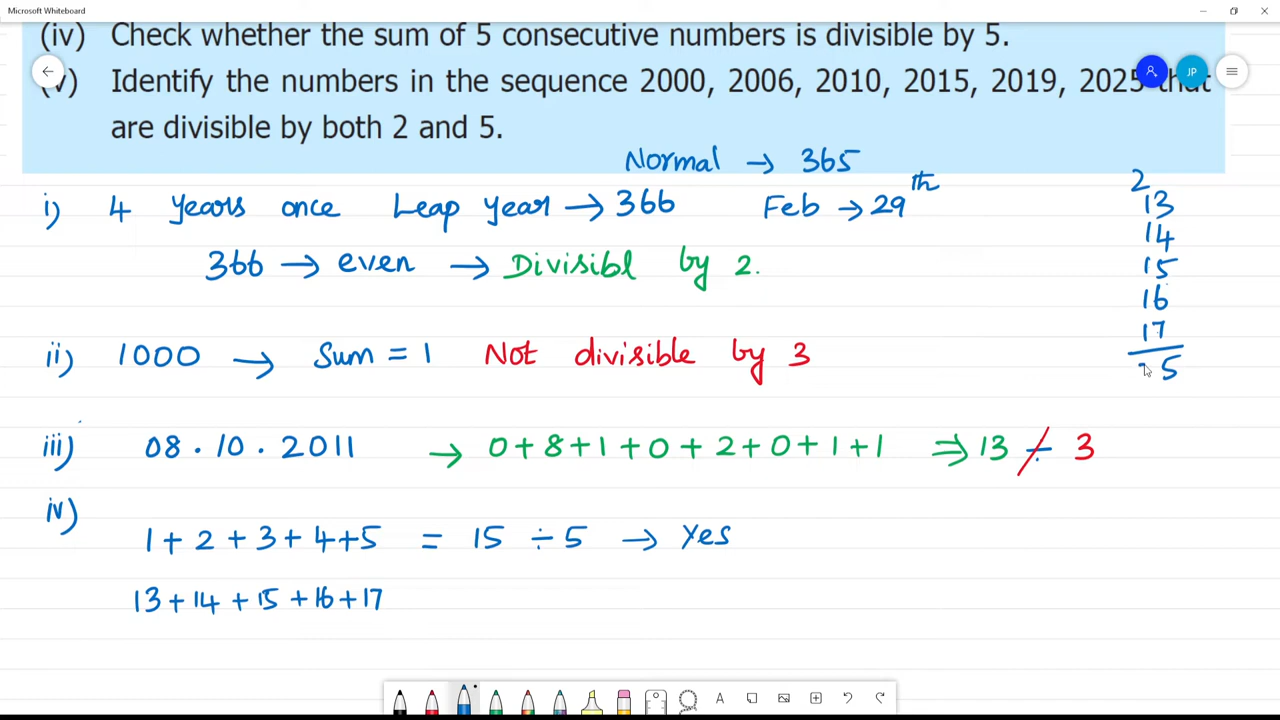 Microsoft Whiteboard
(iv) Check whether the sum of 5 consecutive numbers is divisible by 5.
(v) Identify the numbers in the sequence 2000, 2006, 2010, 2015, 2019, 2025 that
JP
are divisible by both 2 and 5.
Normal → 365
i) 4 years once Leap year → 366 Feb → 29th
366 → even → Divisibl by 2.
ii) 1000 → Sum = 1 Not divisible by 3
iii) 08.10.2011 → 0+8+1+0+2+0+1+1 ⇒ 13 ÷ 3
iv)
1+2+3+4+5 = 15 ÷ 5 → Yes
13+14+15+16+17
2
13
14
15
16
17
5
A